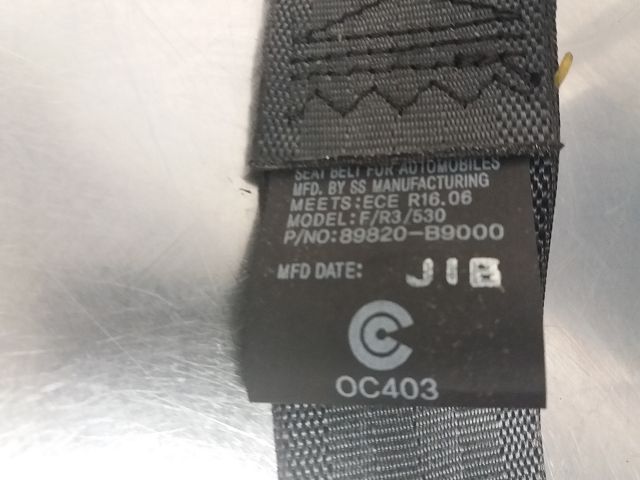 SEAT BELT FOR AUTOMOBILES
MFD. BY SS MANUFACTURING
MEETS:ECE R16.06
MODEL:F/R3/530
P/NO:89820-B9000
MFD DATE: J1B
OC403